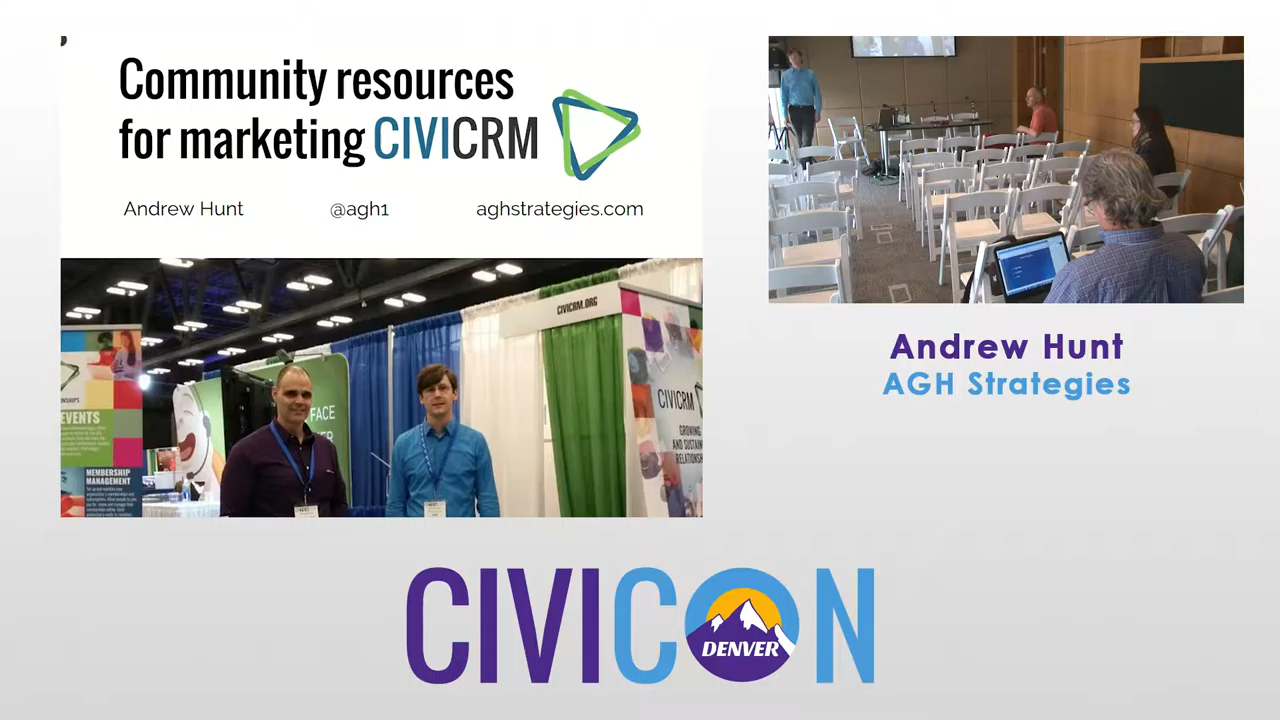 Community resources
for marketing CIVICRM
Andrew Hunt @agh1 aghstrategies.com
CIVICRM.ORG
EVENTS
MEMBERSHIP
MANAGEMENT
FACE
CIVICRM
GROWING
AND SUSTAIN
RELATIONSH
Andrew Hunt
AGH Strategies
CIVICON
DENVER